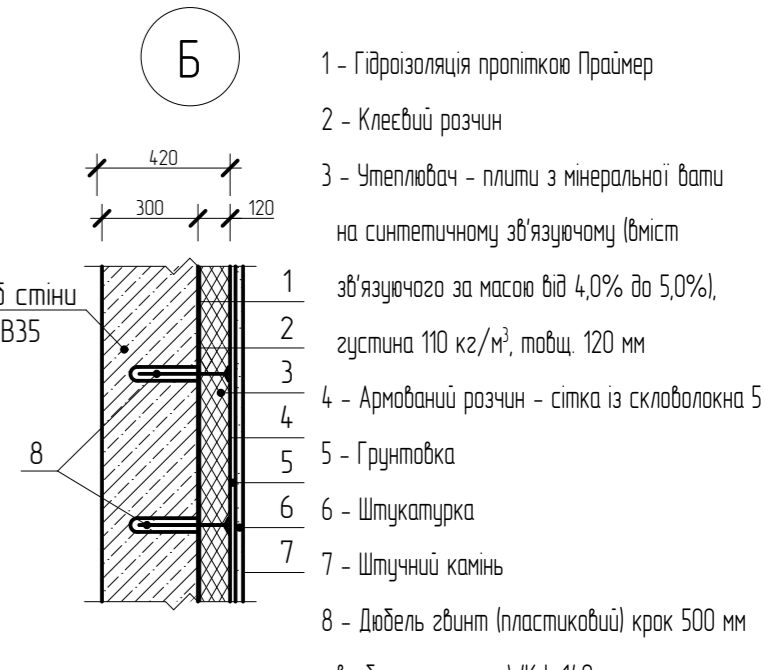 Б
1 - Гідроізоляція пропіткою Праймер
2 - Клеєвий розчин
3 - Утеплювач - плити з мінеральної вати
на синтетичному зв'язуючому (вміст
зв'язуючого за масою від 4,0% до 5,0%),
густина 110 кг/м³, товщ. 120 мм
4 - Армований розчин - сітка із скловолокна 5
5 - Грунтовка
6 - Штукатурка
7 - Штучний камінь
8 - Дюбель гвинт (пластиковий) крок 500 мм
420
300
120
стіни
В35
1
2
3
4
5
6
7
8